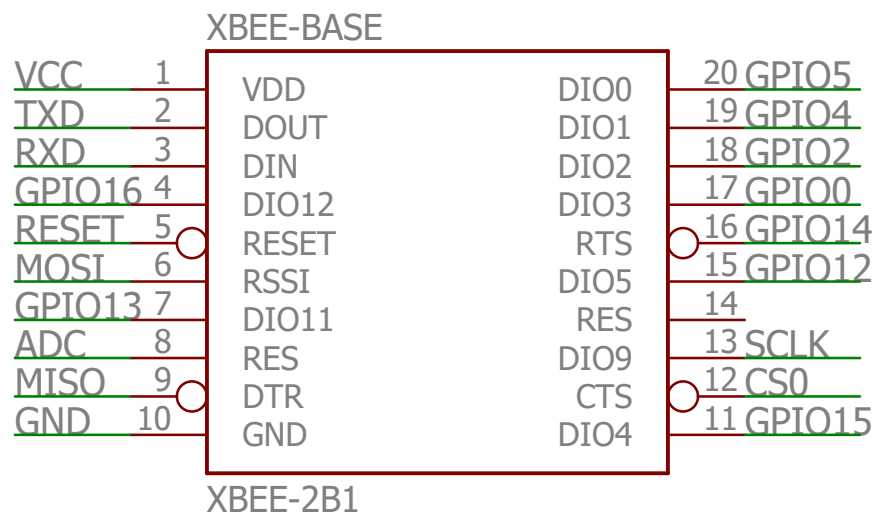 XBEE-BASE
VCC 1 VDD DIO0 20 GPIO5
TXD 2 DOUT DIO1 19 GPIO4
RXD 3 DIN DIO2 18 GPIO2
GPIO16 4 DIO12 DIO3 17 GPIO0
RESET 5 RESET RTS 16 GPIO14
MOSI 6 RSSI DIO5 15 GPIO12
GPIO13 7 DIO11 RES 14
ADC 8 RES DIO9 13 SCLK
MISO 9 DTR CTS 12 CS0
GND 10 GND DIO4 11 GPIO15
XBEE-2B1